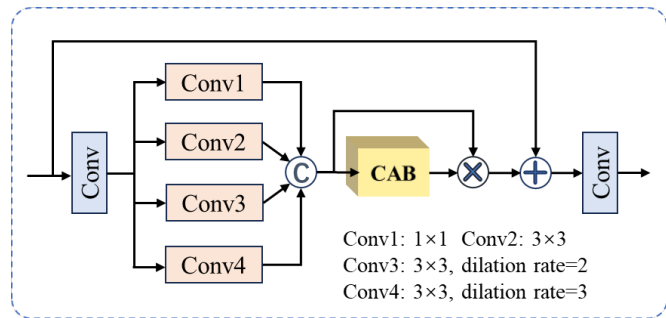 Conv1
Conv2
Conv
C
CAB
Conv
Conv3
Conv4
Conv1: 1×1 Conv2: 3×3
Conv3: 3×3, dilation rate=2
Conv4: 3×3, dilation rate=3